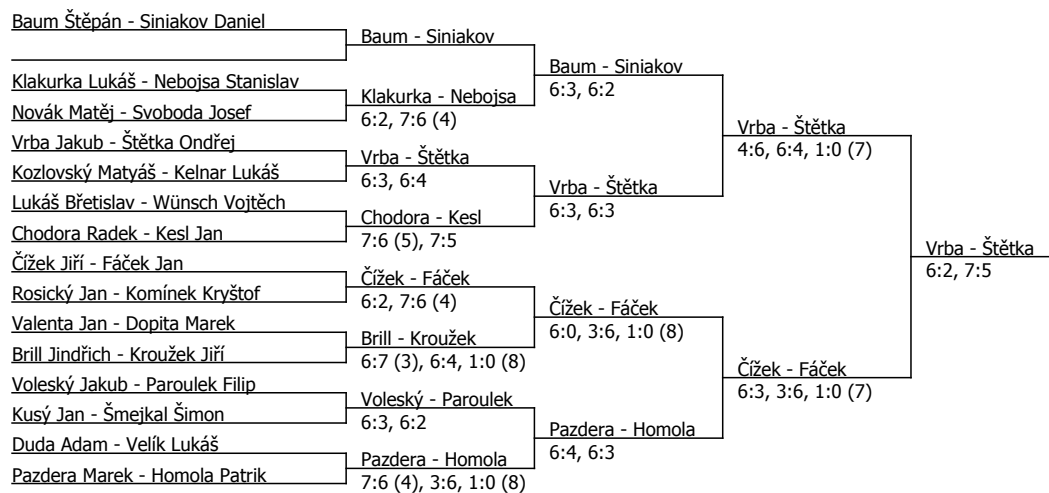 Baum Štěpán - Siniakov Daniel
Klakurka Lukáš - Nebojsa Stanislav
Novák Matěj - Svoboda Josef
Vrba Jakub - Štětka Ondřej
Kozlovský Matyáš - Kelnar Lukáš
Lukáš Břetislav - Wünsch Vojtěch
Chodora Radek - Kesl Jan
Čížek Jiří - Fáček Jan
Rosický Jan - Komínek Kryštof
Valenta Jan - Dopita Marek
Brill Jindřich - Kroužek Jiří
Voleský Jakub - Paroulek Filip
Kusý Jan - Šmejkal Šimon
Duda Adam - Velík Lukáš
Pazdera Marek - Homola Patrik
Baum - Siniakov
Klakurka - Nebojsa
6:2, 7:6 (4)
Vrba - Štětka
6:3, 6:4
Chodora - Kesl
7:6 (5), 7:5
Čížek - Fáček
6:2, 7:6 (4)
Brill - Kroužek
6:7 (3), 6:4, 1:0 (8)
Voleský - Paroulek
6:3, 6:2
Pazdera - Homola
7:6 (4), 3:6, 1:0 (8)
Baum - Siniakov
6:3, 6:2
Vrba - Štětka
6:3, 6:3
Čížek - Fáček
6:0, 3:6, 1:0 (8)
Pazdera - Homola
6:4, 6:3
Vrba - Štětka
4:6, 6:4, 1:0 (7)
Čížek - Fáček
6:3, 3:6, 1:0 (7)
Vrba - Štětka
6:2, 7:5